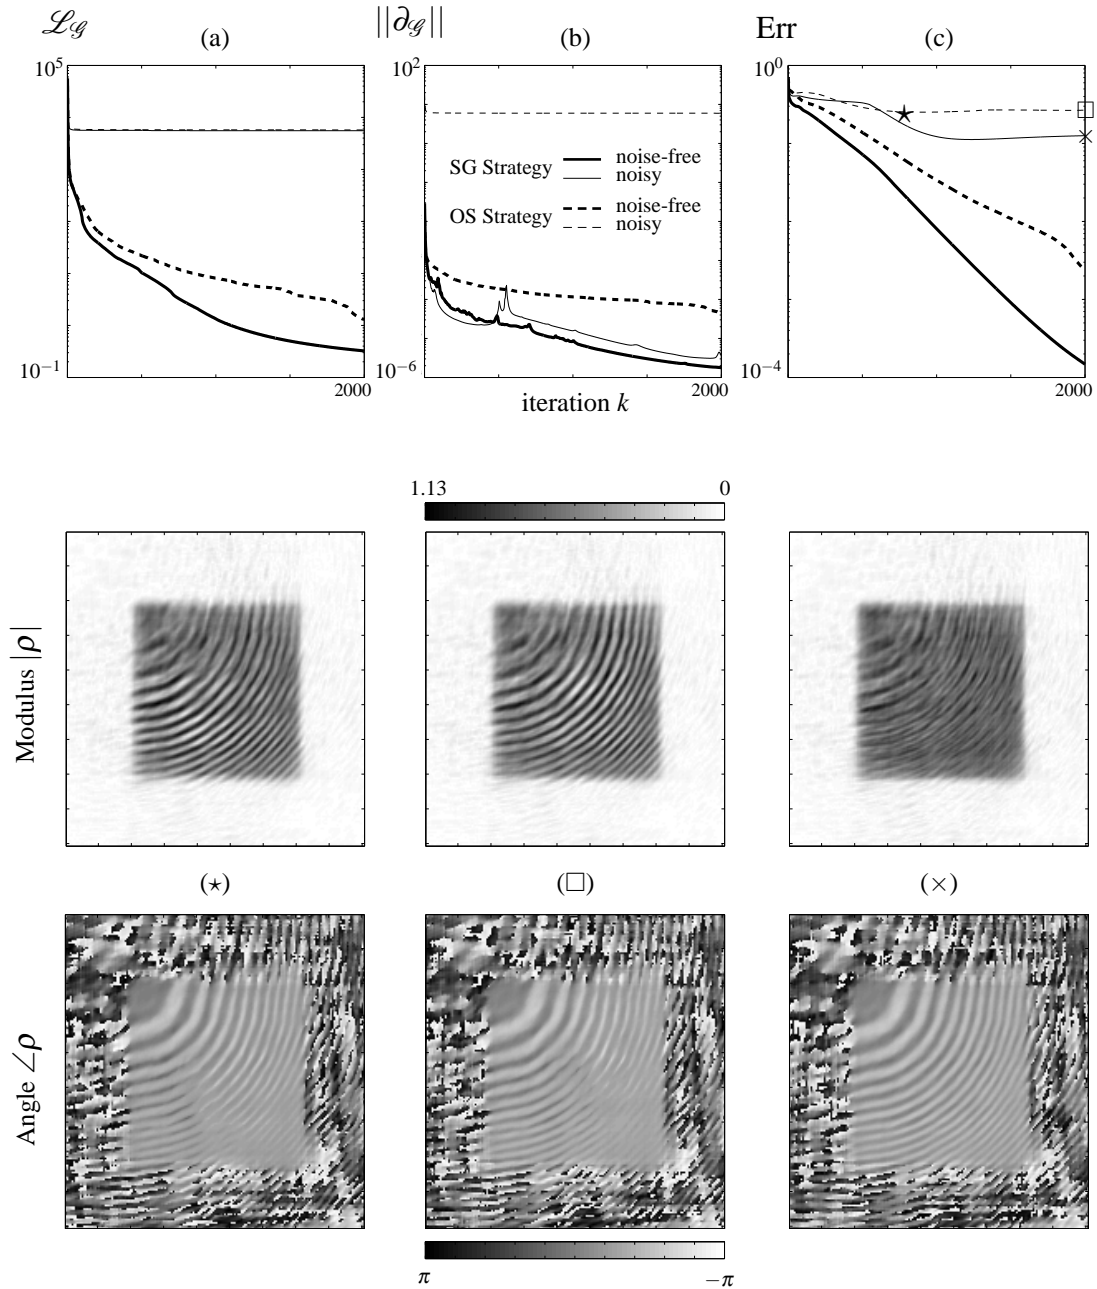 ℒ𝒢 (a) ||∂𝒢|| (b) Err (c)
10^5 10^2 10^0
SG Strategy noise-free
noisy
OS Strategy noise-free
noisy
10^-1 10^-6 10^-4
2000 2000 2000
iteration k
1.13 0
Modulus |ρ|
(⋆) (□) (×)
Angle ∠ρ
π −π